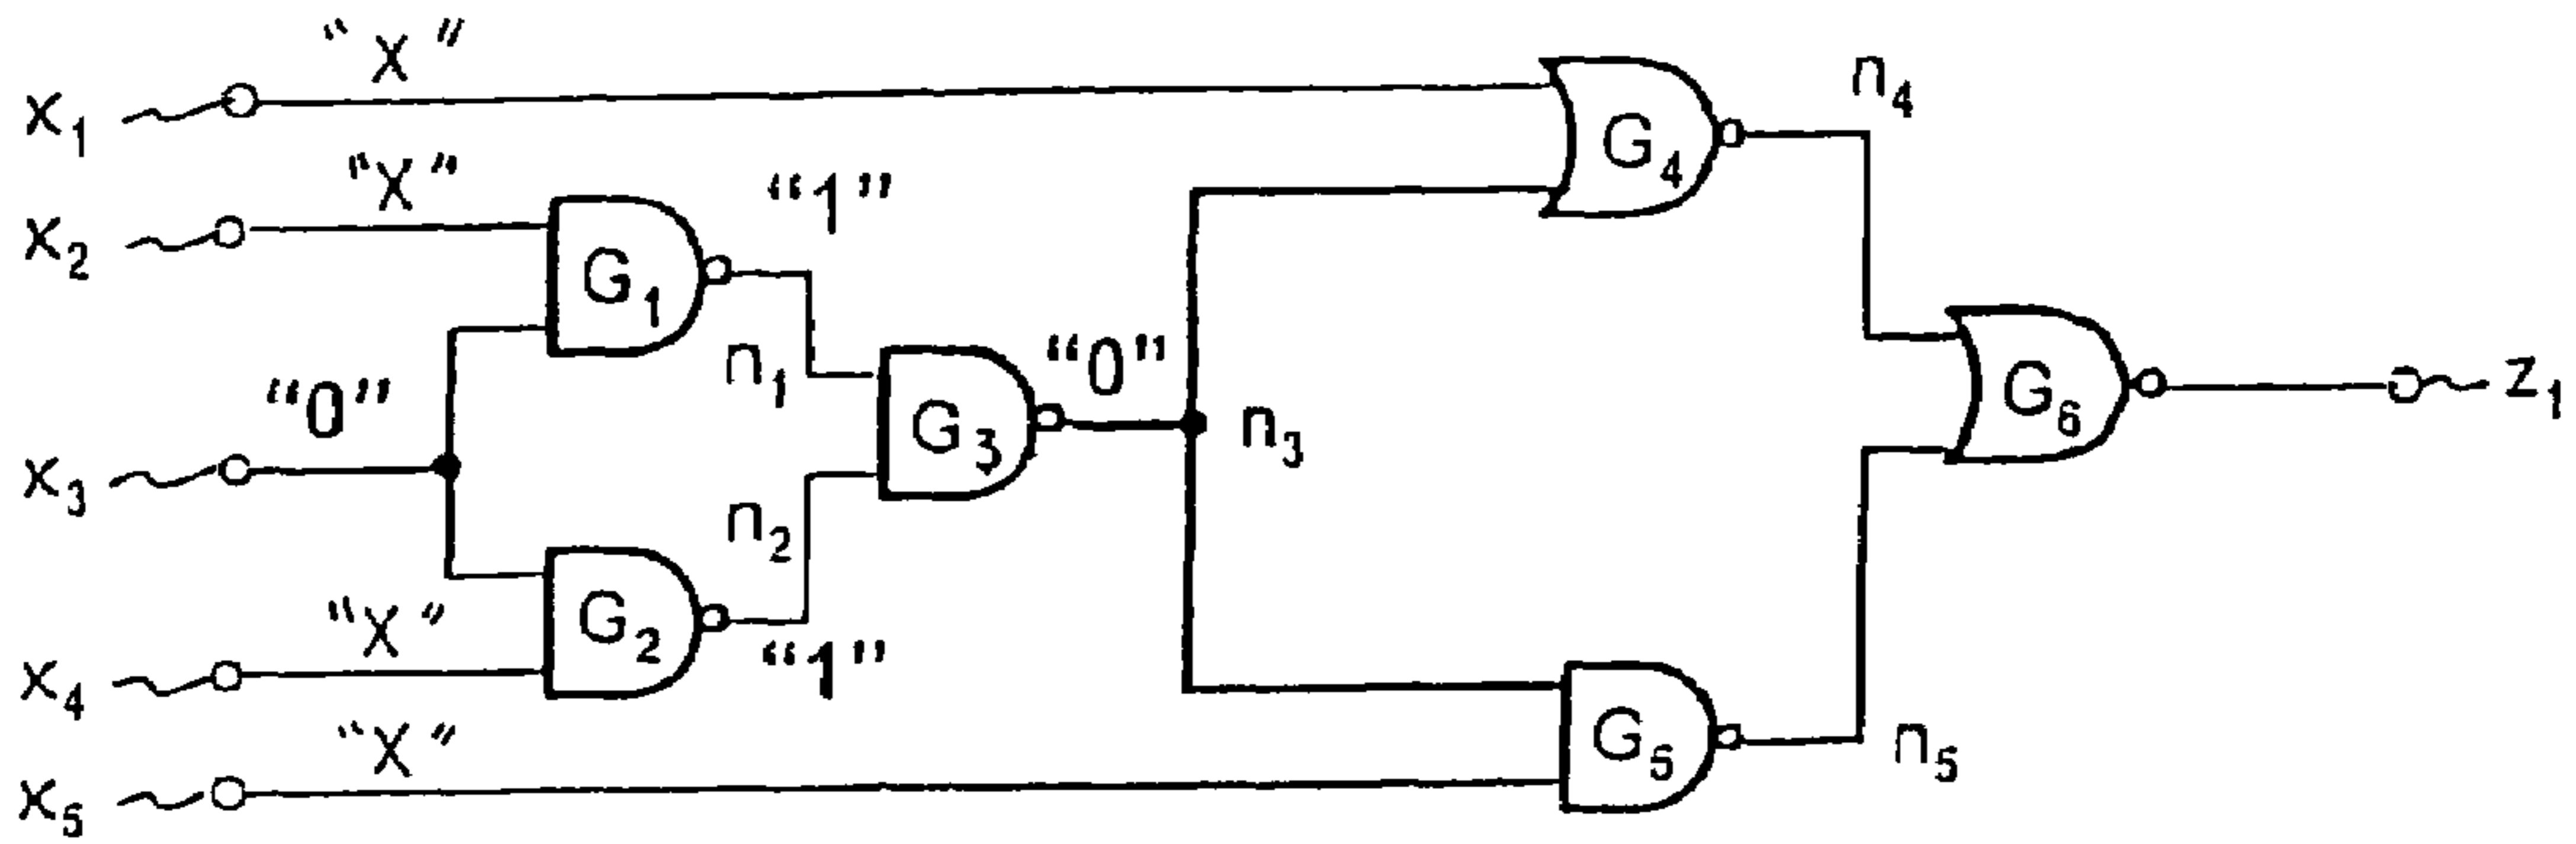 x1 "X"
x2 "X"
G1 "1"
n1
x3 "0"
G2 "1"
n2
x4 "X"
x5 "X"
G3 "0"
n3
G4
n4
G5
n5
G6
z1